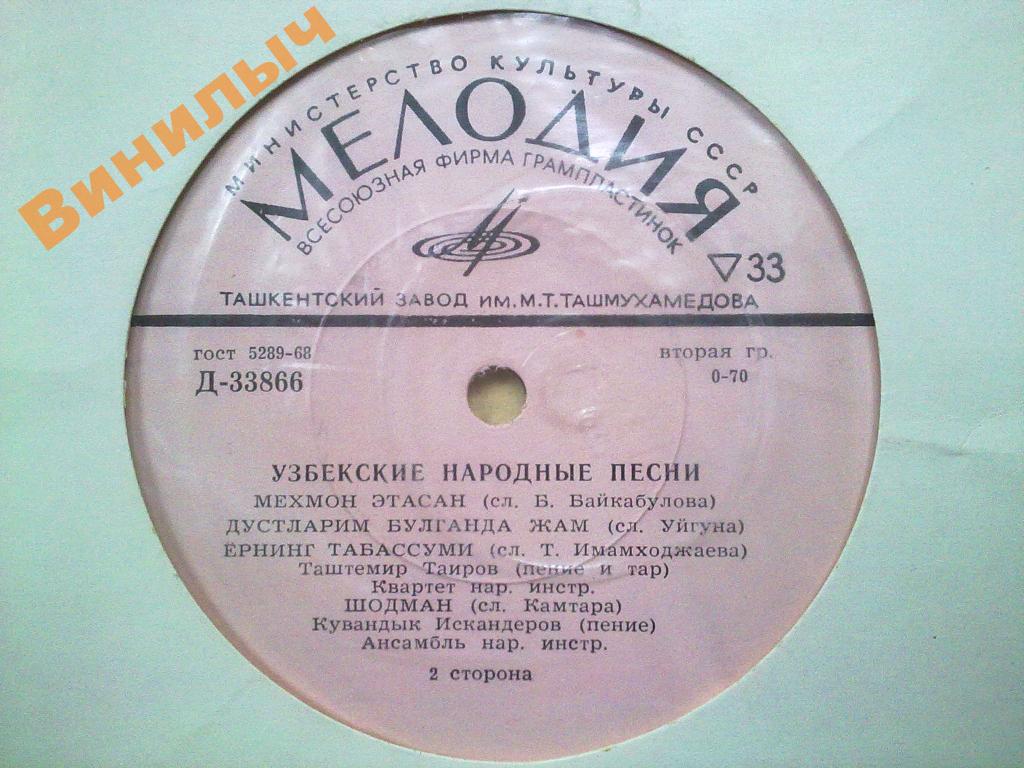 Винилыч
МИНИСТЕРСТВО КУЛЬТУРЫ СССР
МЕЛОДИЯ
ВСЕСОЮЗНАЯ ФИРМА ГРАМПЛАСТИНОК
33
ТАШКЕНТСКИЙ ЗАВОД ИМ. М.Т.ТАШМУХАМЕДОВА
гост 5289-68
вторая гр.
Д-33866
0-70
УЗБЕКСКИЕ НАРОДНЫЕ ПЕСНИ
МЕХМОН ЭТАСАН (сл. Б. Байкабулова)
ДУСТЛАРИМ БУЛГАНДА ЖАМ (сл. Уйгуна)
ЁРНИНГ ТАБАССУМИ (сл. Т. Имамходжаева)
Таштемир Таиров (пение и тар)
Квартет нар. инстр.
ШОДМАН (сл. Камтара)
Кувандык Искандеров (пение)
Ансамбль нар. инстр.
2 сторона